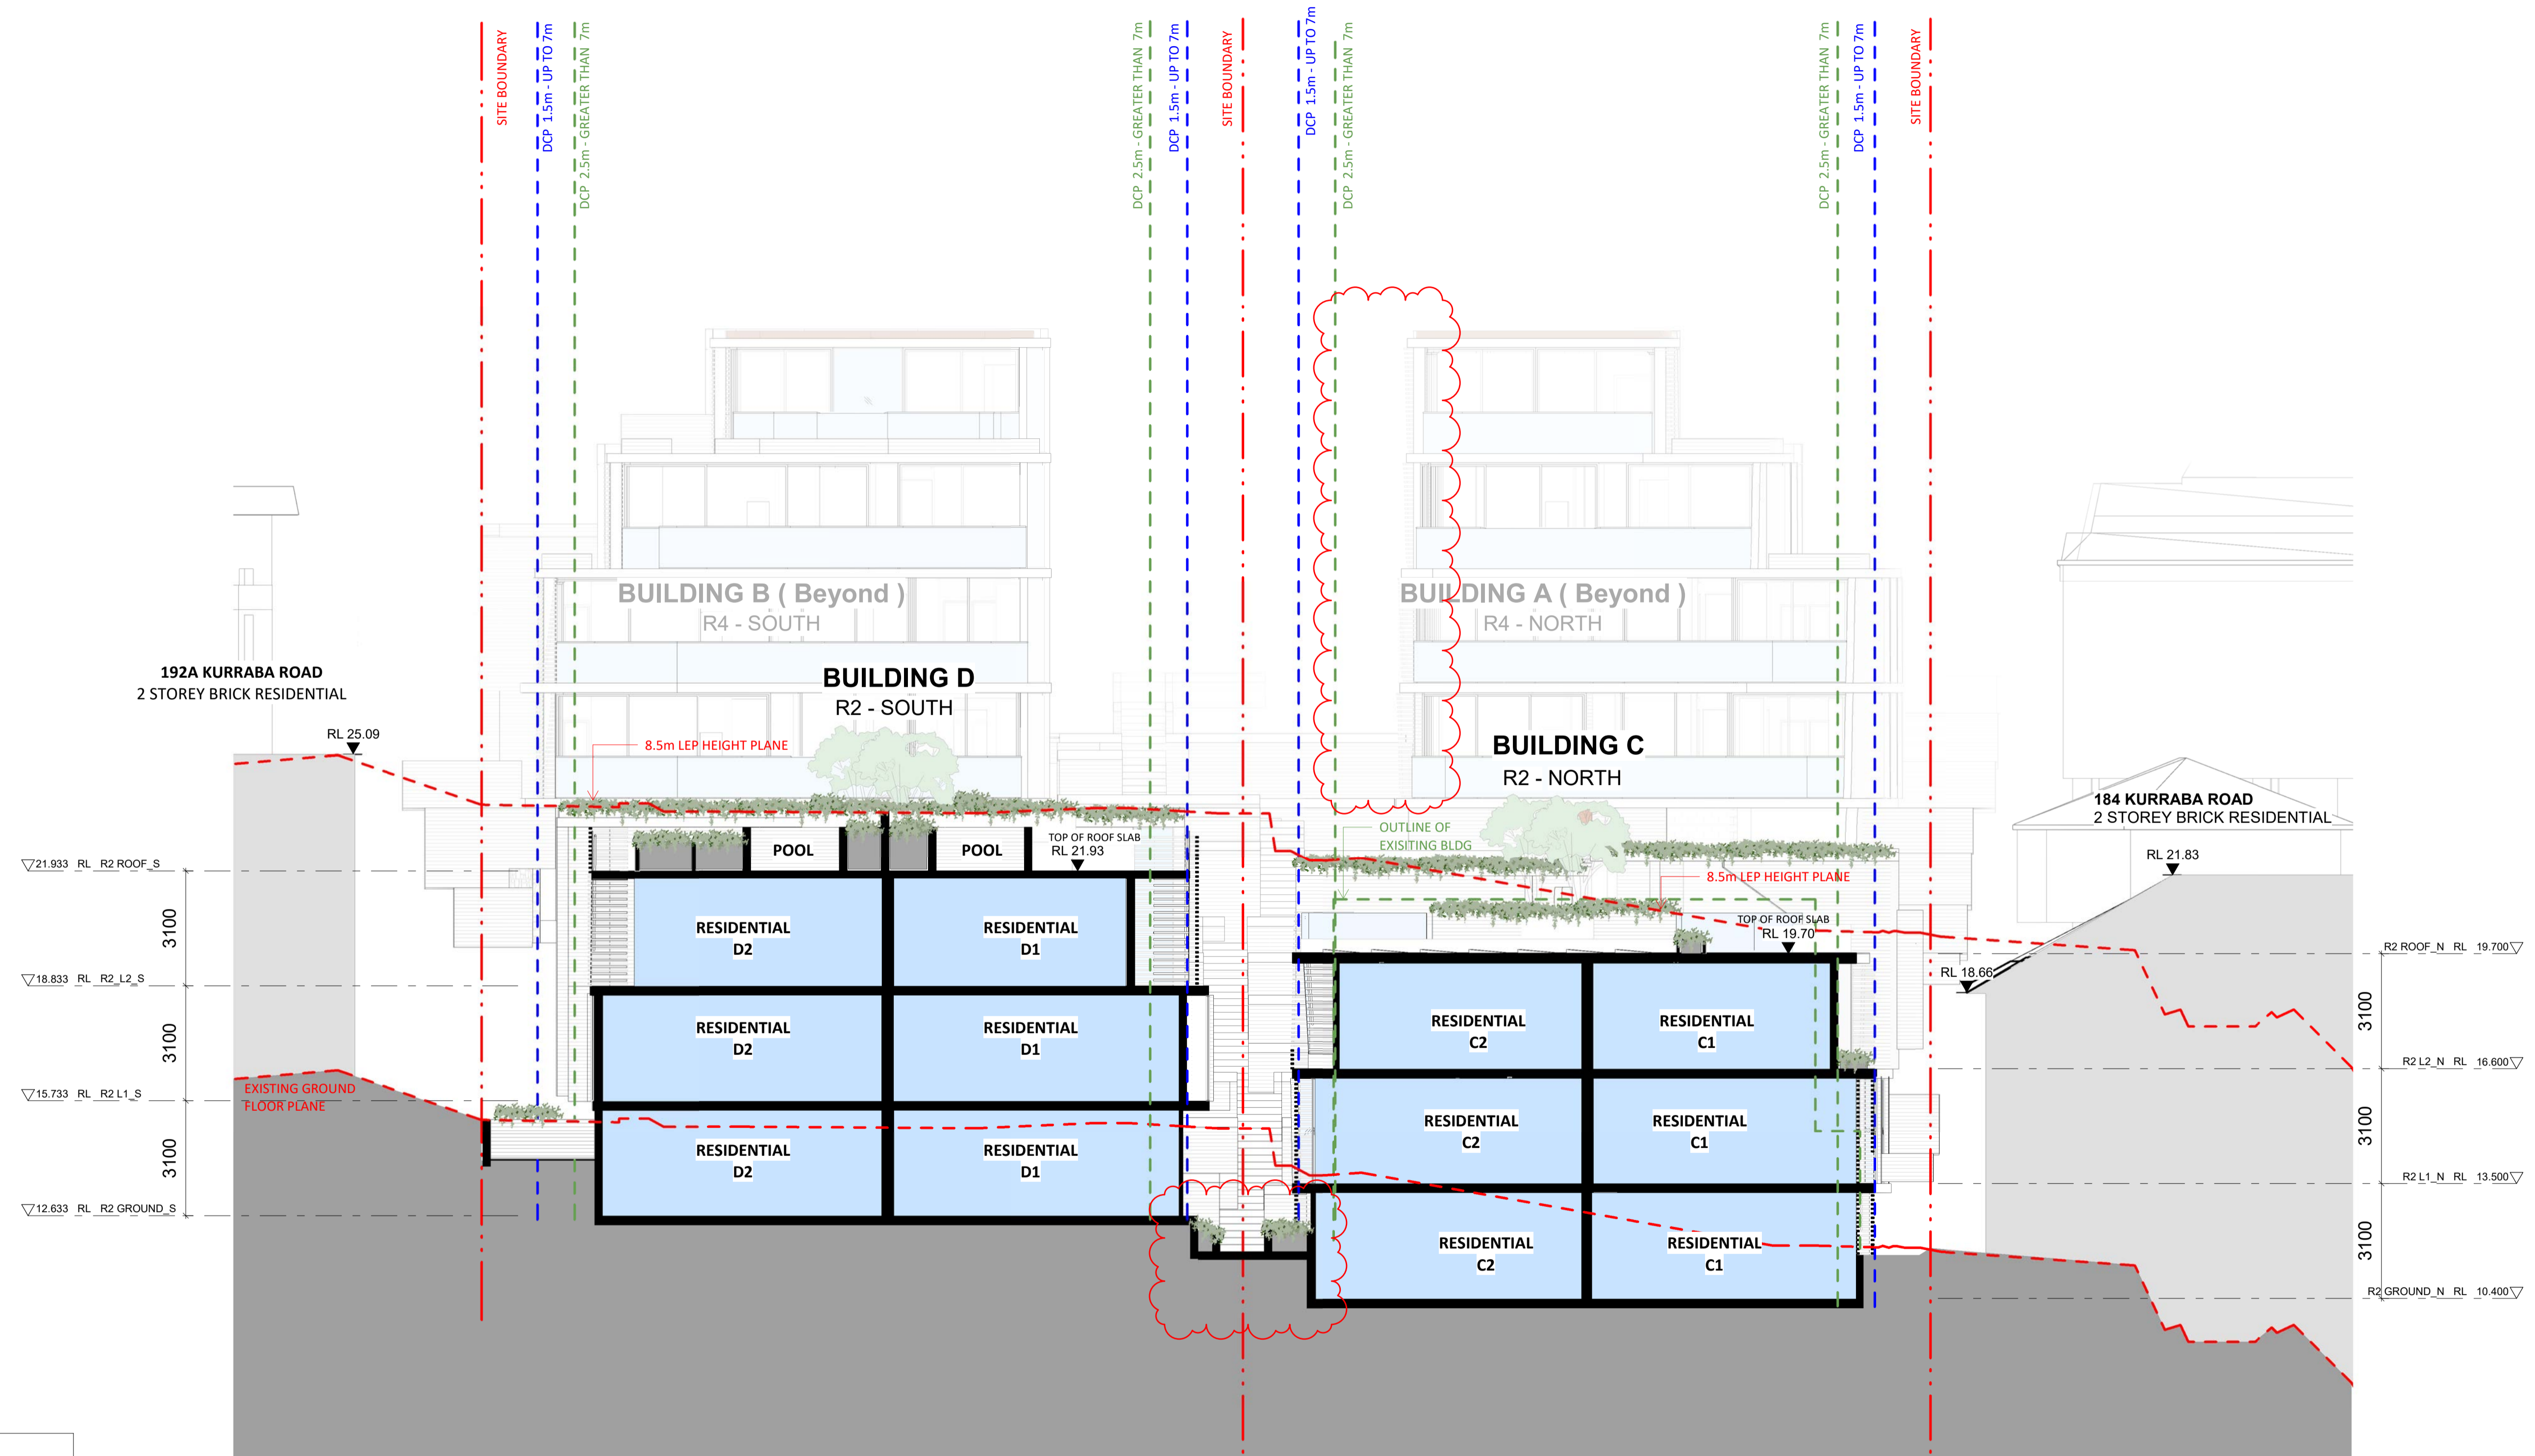 SITE BOUNDARY
DCP 1.5m - UP TO 7m
DCP 2.5m - GREATER THAN 7m
DCP 2.5m - GREATER THAN 7m
DCP 1.5m - UP TO 7m
SITE BOUNDARY
DCP 1.5m - UP TO 7m
DCP 2.5m - GREATER THAN 7m
DCP 2.5m - GREATER THAN 7m
DCP 1.5m - UP TO 7m
SITE BOUNDARY
BUILDING B ( Beyond )
R4 - SOUTH
BUILDING A ( Beyond )
R4 - NORTH
192A KURRABA ROAD
2 STOREY BRICK RESIDENTIAL
BUILDING D
R2 - SOUTH
RL 25.09
8.5m LEP HEIGHT PLANE
BUILDING C
R2 - NORTH
184 KURRABA ROAD
2 STOREY BRICK RESIDENTIAL
OUTLINE OF
EXISITING BLDG
POOL
POOL
TOP OF ROOF SLAB
RL 21.93
RL 21.83
8.5m LEP HEIGHT PLANE
21.933 RL R2 ROOF_S
TOP OF ROOF SLAB
RL 19.70
R2 ROOF_N RL 19.700
3100
RESIDENTIAL
D2
RESIDENTIAL
D1
RL 18.66
18.833 RL R2_L2_S
3100
RESIDENTIAL
D2
RESIDENTIAL
D1
RESIDENTIAL
C2
RESIDENTIAL
C1
3100
R2 L2_N RL 16.600
EXISTING GROUND
FLOOR PLANE
15.733 RL R2 L1_S
RESIDENTIAL
C2
RESIDENTIAL
C1
3100
3100
RESIDENTIAL
D2
RESIDENTIAL
D1
R2 L1_N RL 13.500
12.633 RL R2 GROUND_S
RESIDENTIAL
C2
RESIDENTIAL
C1
3100
R2 GROUND_N RL 10.400